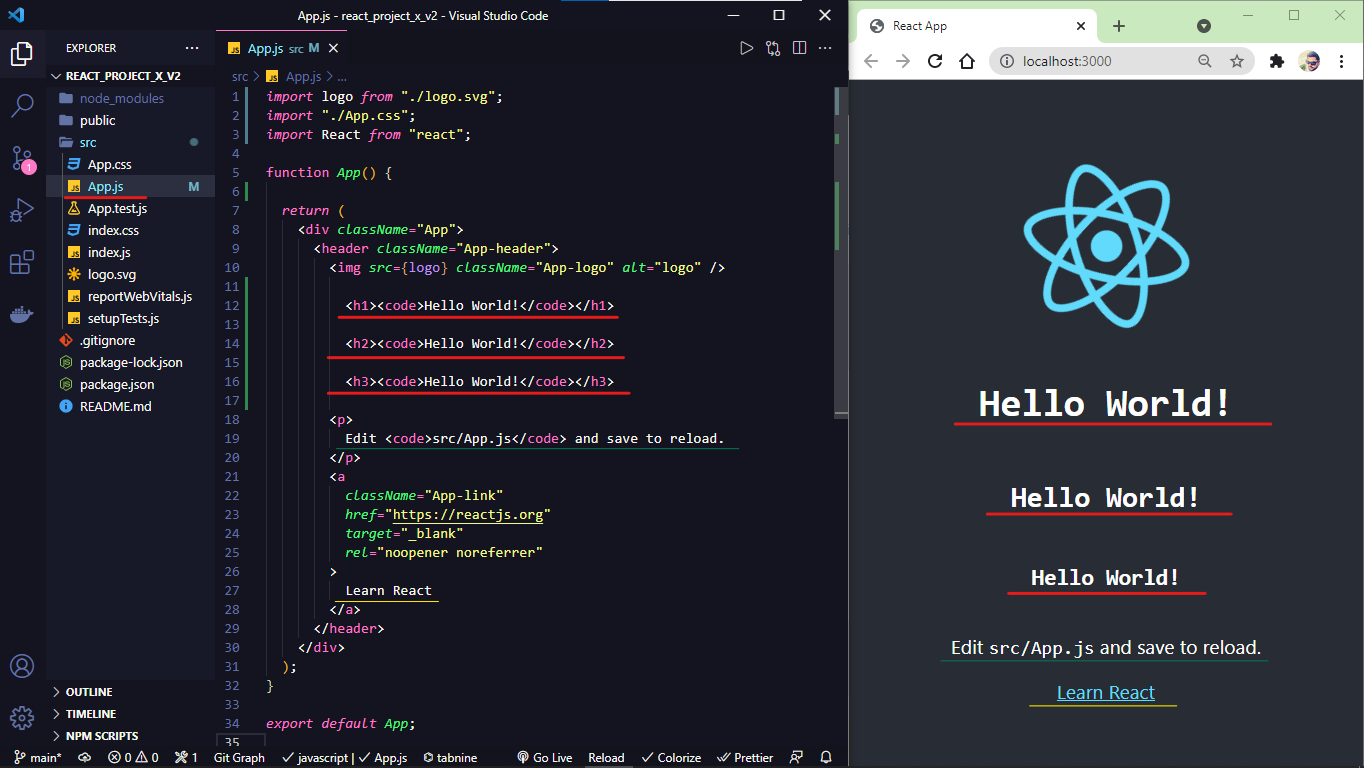 App.js - react_project_x_v2 - Visual Studio Code
EXPLORER
REACT_PROJECT_X_V2
node_modules
public
src
App.css
App.js M
App.test.js
index.css
index.js
logo.svg
reportWebVitals.js
setupTests.js
.gitignore
package-lock.json
package.json
README.md
OUTLINE
TIMELINE
NPM SCRIPTS
1
App.js src M
src > App.js > ...
1 import logo from "./logo.svg";
2 import "./App.css";
3 import React from "react";
4
5 function App() {
6
7 return (
8 <div className="App">
9 <header className="App-header">
10 <img src={logo} className="App-logo" alt="logo" />
11
12 <h1><code>Hello World!</code></h1>
13
14 <h2><code>Hello World!</code></h2>
15
16 <h3><code>Hello World!</code></h3>
17
18 <p>
19 Edit <code>src/App.js</code> and save to reload.
20 </p>
21 <a
22 className="App-link"
23 href="https://reactjs.org"
24 target="_blank"
25 rel="noopener noreferrer"
26 >
27 Learn React
28 </a>
29 </header>
30 </div>
31 );
32 }
33
34 export default App;
35
main* 0 0 1 Git Graph javascript | App.js tabnine Go Live Reload Colorize Prettier
React App
localhost:3000
Hello World!
Hello World!
Hello World!
Edit src/App.js and save to reload.
Learn React